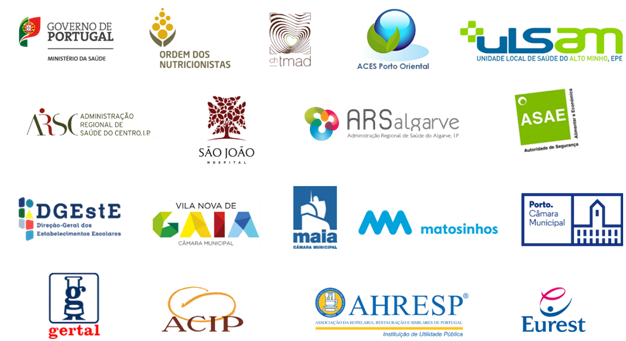 GOVERNO DE
PORTUGAL
MINISTÉRIO DA SAÚDE
ORDEM DOS
NUTRICIONISTAS
chtmad
ACES Porto Oriental
ulsam
UNIDADE LOCAL DE SAÚDE DO ALTO MINHO, EPE
ARSC
ADMINISTRAÇÃO
REGIONAL DE
SAÚDE DO CENTRO, I.P.
SÃO JOÃO
HOSPITAL
ARSalgarve
Administração Regional de Saúde do Algarve, I.P.
ASAE
Autoridade de Segurança
Alimentar e Económica
DGEstE
Direção-Geral dos
Estabelecimentos Escolares
VILA NOVA DE
GAIA
CÂMARA MUNICIPAL
maia
CÂMARA MUNICIPAL
matosinhos
Porto.
Câmara
Municipal
g
gertal
ACIP
AHRESP®
ASSOCIAÇÃO DA HOTELARIA, RESTAURAÇÃO E SIMILARES DE PORTUGAL
Instituição de Utilidade Pública
Eurest